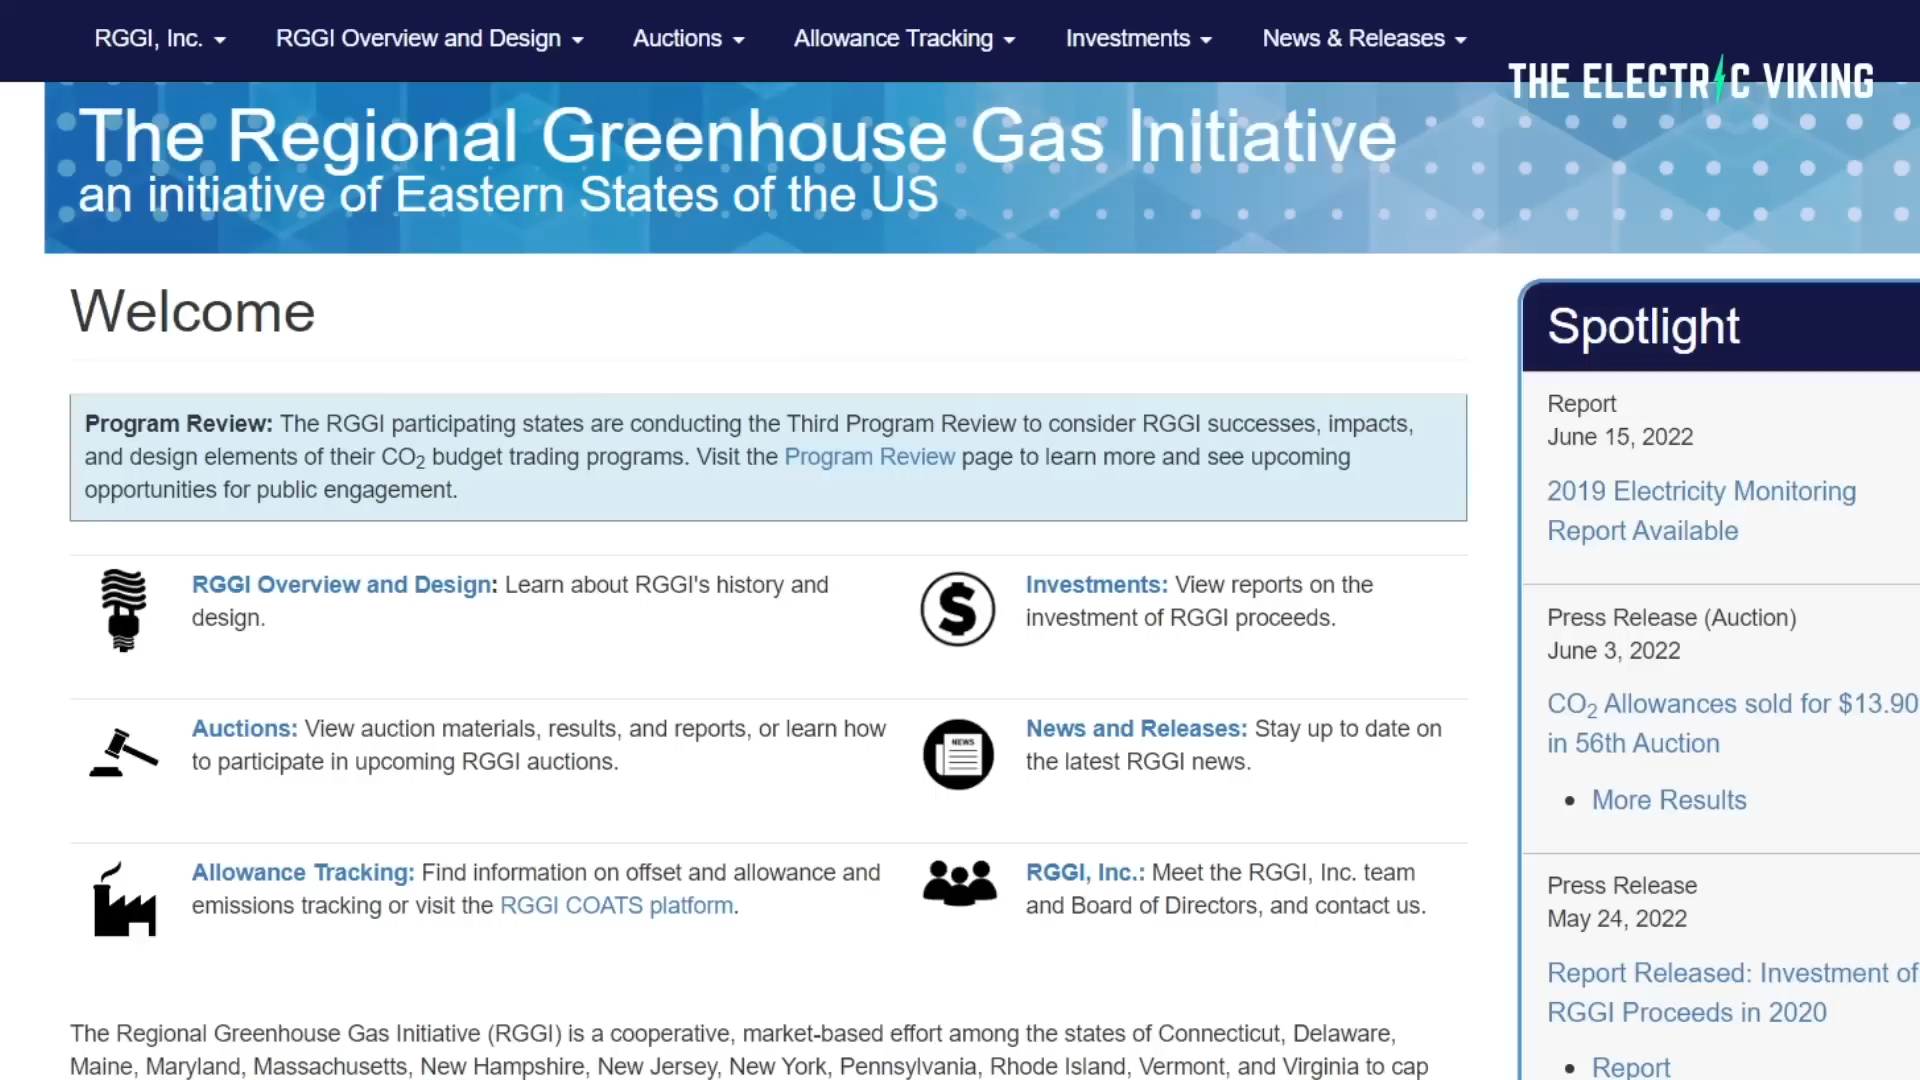 RGGI, Inc. RGGI Overview and Design Auctions Allowance Tracking Investments News & Releases
THE ELECTRIC VIKING
The Regional Greenhouse Gas Initiative
an initiative of Eastern States of the US
Welcome
Program Review: The RGGI participating states are conducting the Third Program Review to consider RGGI successes, impacts,
and design elements of their CO2 budget trading programs. Visit the Program Review page to learn more and see upcoming
opportunities for public engagement.
RGGI Overview and Design: Learn about RGGI's history and
design.
Investments: View reports on the
investment of RGGI proceeds.
Auctions: View auction materials, results, and reports, or learn how
to participate in upcoming RGGI auctions.
NEWS
News and Releases: Stay up to date on
the latest RGGI news.
Allowance Tracking: Find information on offset and allowance and
emissions tracking or visit the RGGI COATS platform.
RGGI, Inc.: Meet the RGGI, Inc. team
and Board of Directors, and contact us.
The Regional Greenhouse Gas Initiative (RGGI) is a cooperative, market-based effort among the states of Connecticut, Delaware,
Maine, Maryland, Massachusetts, New Hampshire, New Jersey, New York, Pennsylvania, Rhode Island, Vermont, and Virginia to cap
Spotlight
Report
June 15, 2022
2019 Electricity Monitoring
Report Available
Press Release (Auction)
June 3, 2022
CO2 Allowances sold for $13.90
in 56th Auction
• More Results
Press Release
May 24, 2022
Report Released: Investment of
RGGI Proceeds in 2020
• Report